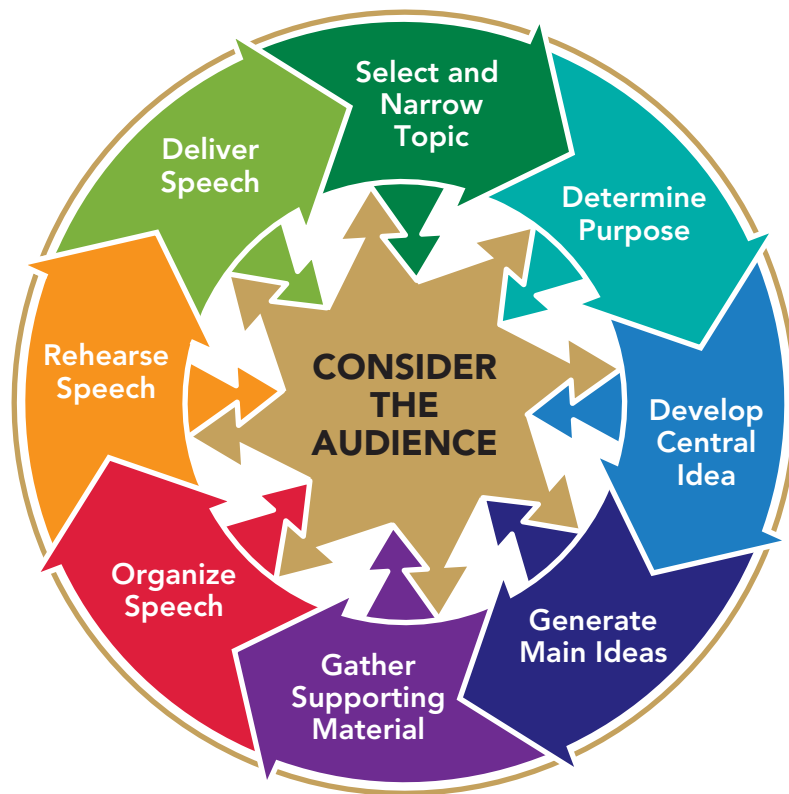 Select and
Narrow
Topic
Determine
Purpose
Develop
Central
Idea
Generate
Main Ideas
Gather
Supporting
Material
Organize
Speech
Rehearse
Speech
Deliver
Speech
CONSIDER
THE
AUDIENCE